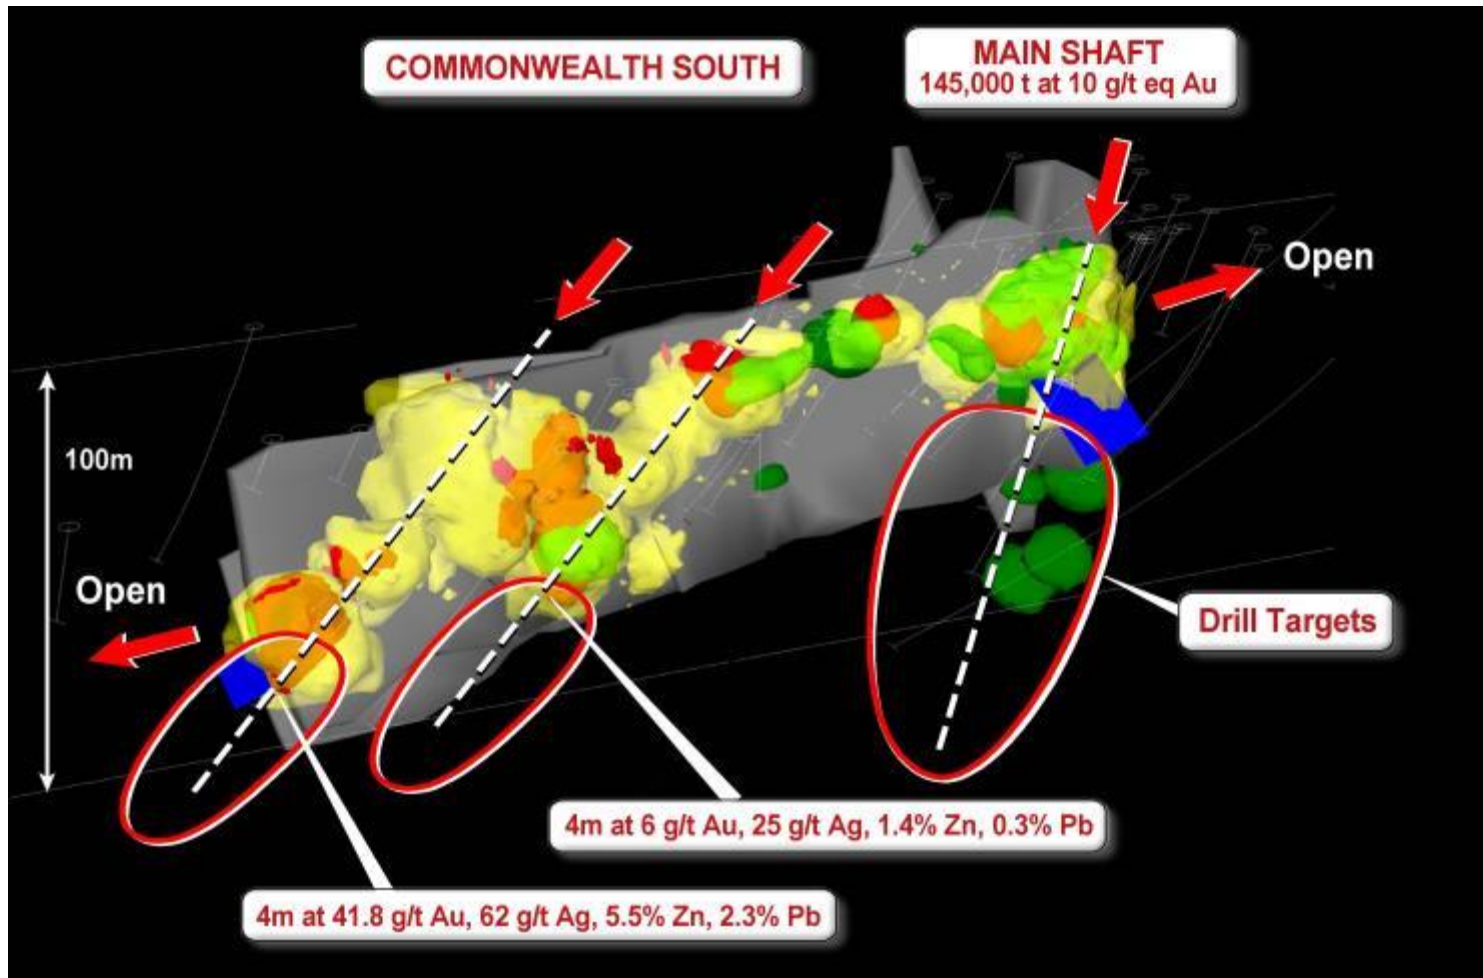 COMMONWEALTH SOUTH
MAIN SHAFT
145,000 t at 10 g/t eq Au
Open
100m
Open
Drill Targets
4m at 6 g/t Au, 25 g/t Ag, 1.4% Zn, 0.3% Pb
4m at 41.8 g/t Au, 62 g/t Ag, 5.5% Zn, 2.3% Pb